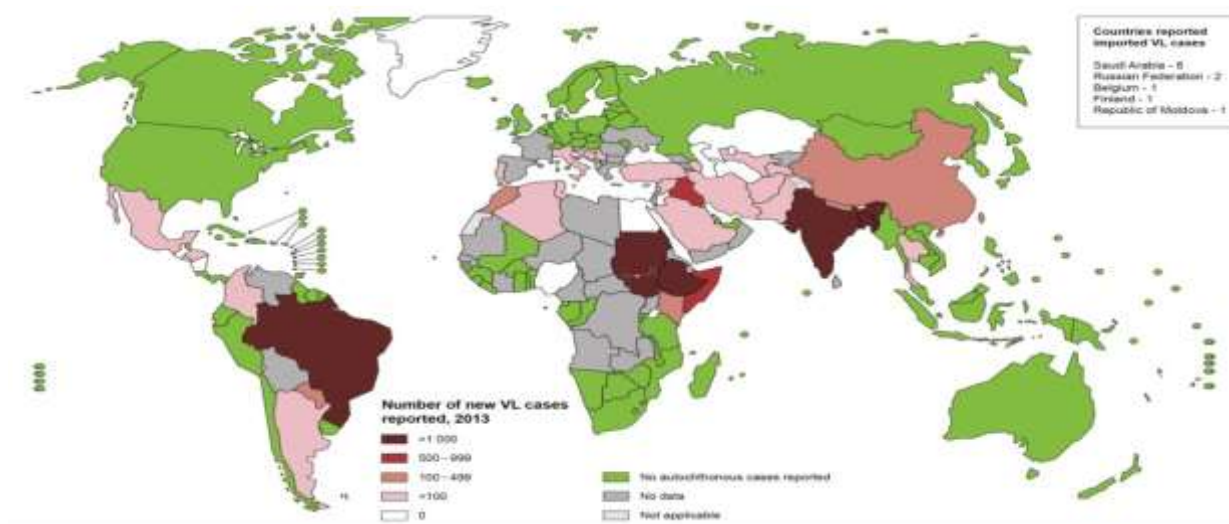 Countries reported
imported VL cases
Saudi Arabia - 6
Russian Federation - 2
Belgium - 1
Finland - 1
Republic of Moldova - 1
Number of new VL cases
reported, 2013
>1 000
500 - 999
100 - 499
<100
0
No autochthonous cases reported
No data
Not applicable